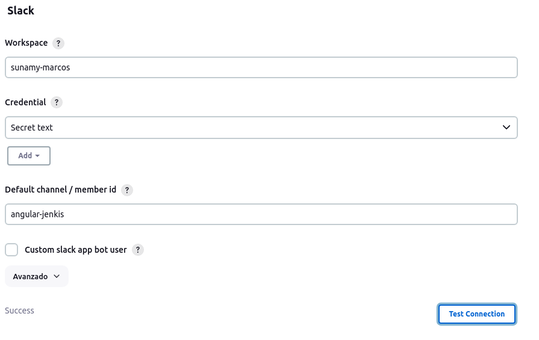 Slack
Workspace ?
sunamy-marcos
Credential ?
Secret text
Add
Default channel / member id ?
angular-jenkis
Custom slack app bot user ?
Avanzado
Success
Test Connection